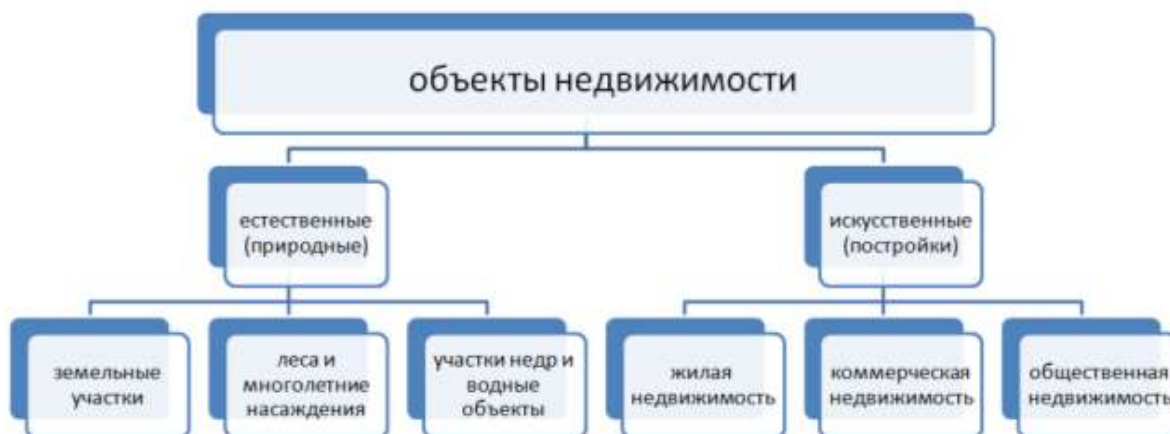 объекты недвижимости
естественные
(природные)
искусственные
(постройки)
земельные
участки
леса и
многолетние
насаждения
участки недр и
водные
объекты
жилая
недвижимость
коммерческая
недвижимость
общественная
недвижимость